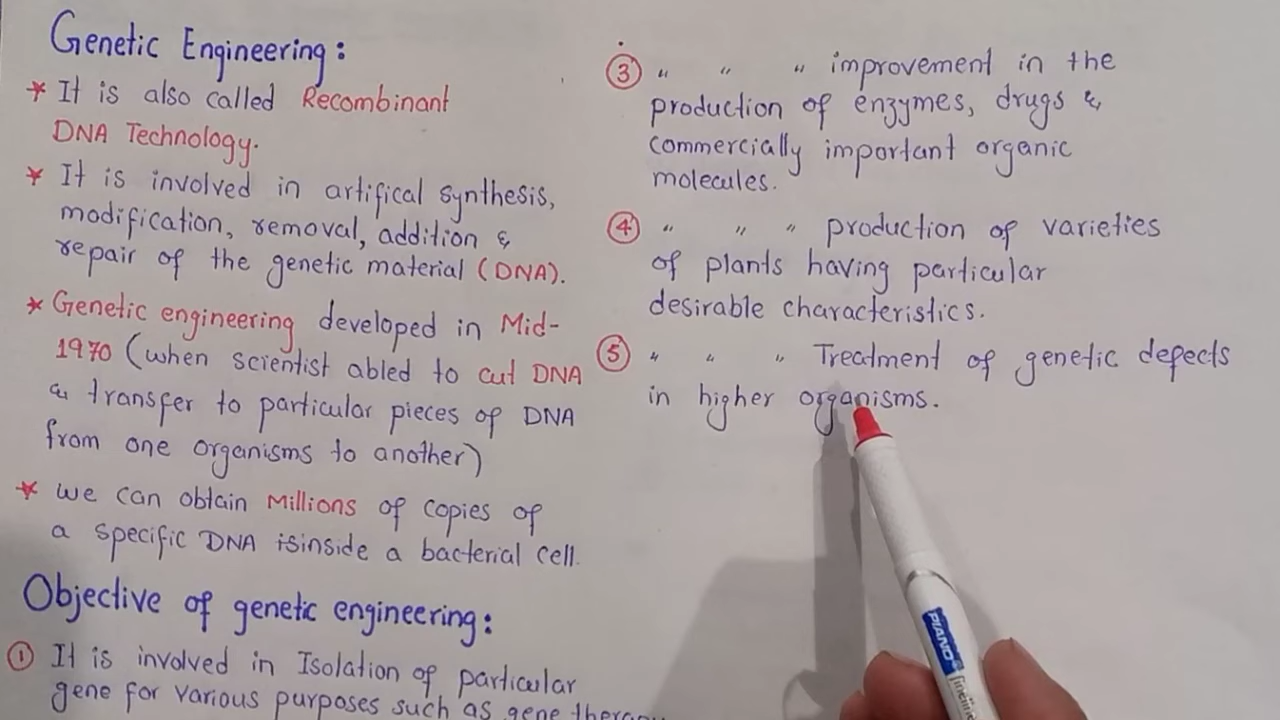 Genetic Engineering:
* It is also called Recombinant
DNA Technology.
* It is involved in artifical synthesis,
modification, removal, addition &
repair of the genetic material (DNA).
* Genetic engineering developed in Mid-
1970 (when scientist abled to cut DNA
& transfer to particular pieces of DNA
from one organisms to another)
* we can obtain Millions of copies of
a specific DNA isinside a bacterial cell.
Objective of genetic engineering:
① It is involved in Isolation of particular
gene for various purposes such as gene therapy
③ " " " improvement in the
production of enzymes, drugs &
commercially important organic
molecules.
④ " " " production of varieties
of plants having particular
desirable characteristics.
⑤ " " " Treatment of genetic defects
in higher organisms.
PIANO
fineliner